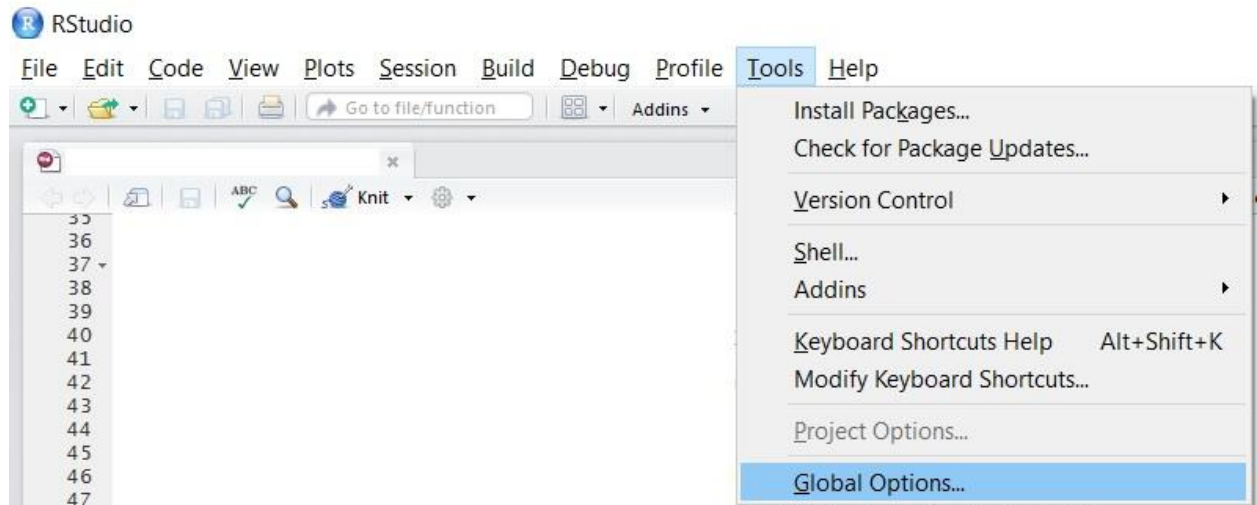 R RStudio
File Edit Code View Plots Session Build Debug Profile Tools Help
Go to file/function Addins
ABC Knit
35
36
37
38
39
40
41
42
43
44
45
46
47
Install Packages...
Check for Package Updates...
Version Control
Shell...
Addins
Keyboard Shortcuts Help Alt+Shift+K
Modify Keyboard Shortcuts...
Project Options...
Global Options...